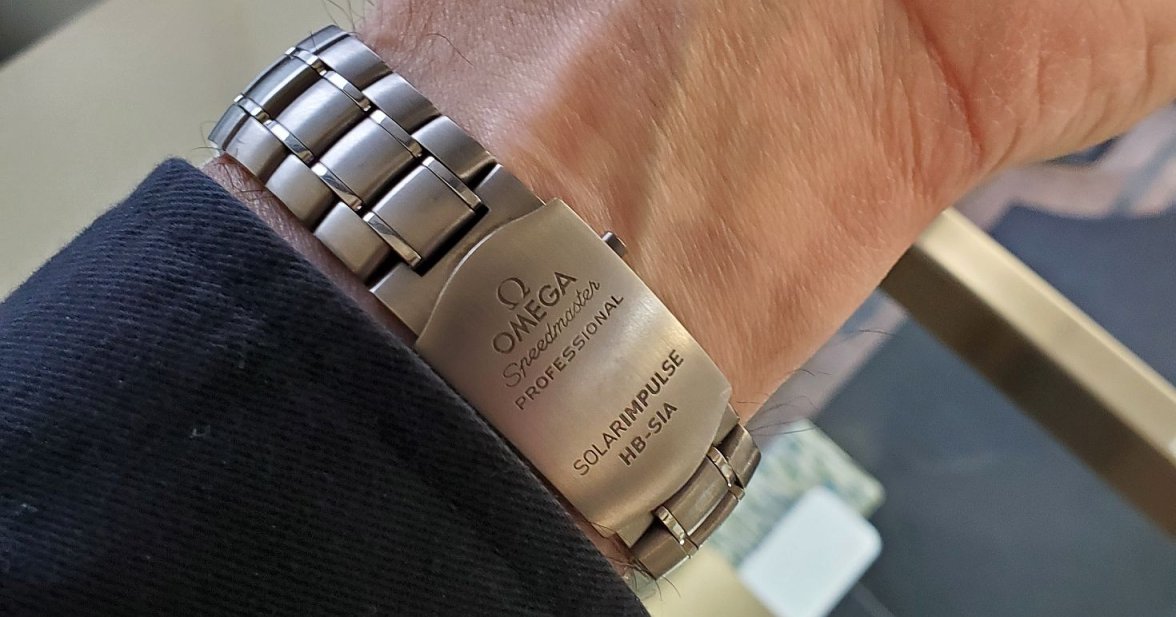 Ω
OMEGA
Speedmaster
PROFESSIONAL
SOLARIMPULSE
HB-SIA